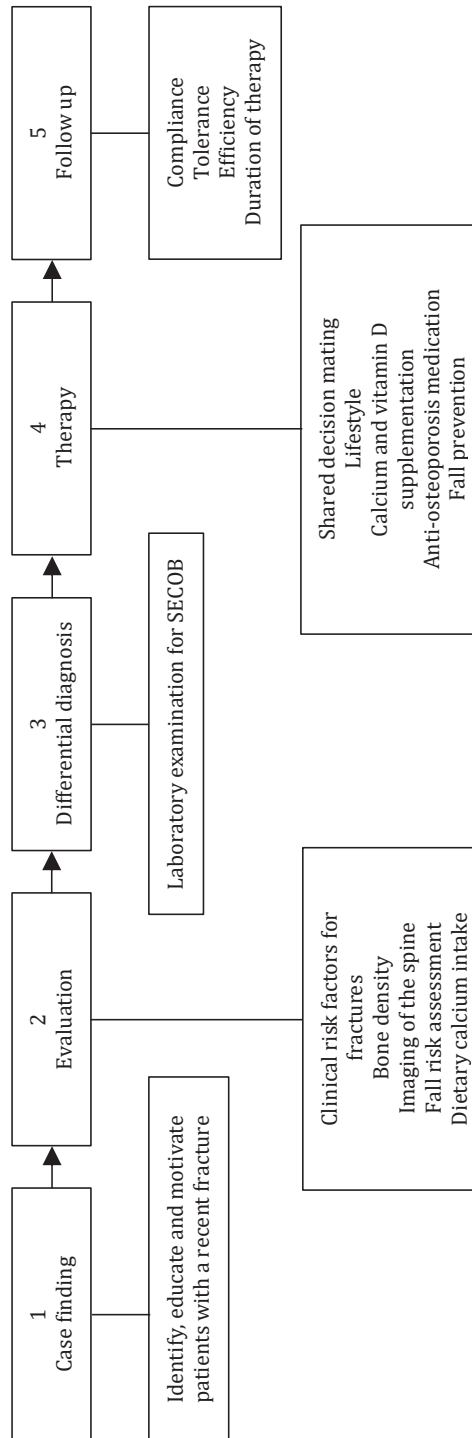 1
Case finding
Identify, educate and motivate
patients with a recent fracture
2
Evaluation
Clinical risk factors for
fractures
Bone density
Imaging of the spine
Fall risk assessment
Dietary calcium intake
3
Differential diagnosis
Laboratory examination for SECOB
4
Therapy
Shared decision mating
Lifestyle
Calcium and vitamin D
supplementation
Anti-osteoporosis medication
Fall prevention
5
Follow up
Compliance
Tolerance
Efficiency
Duration of therapy